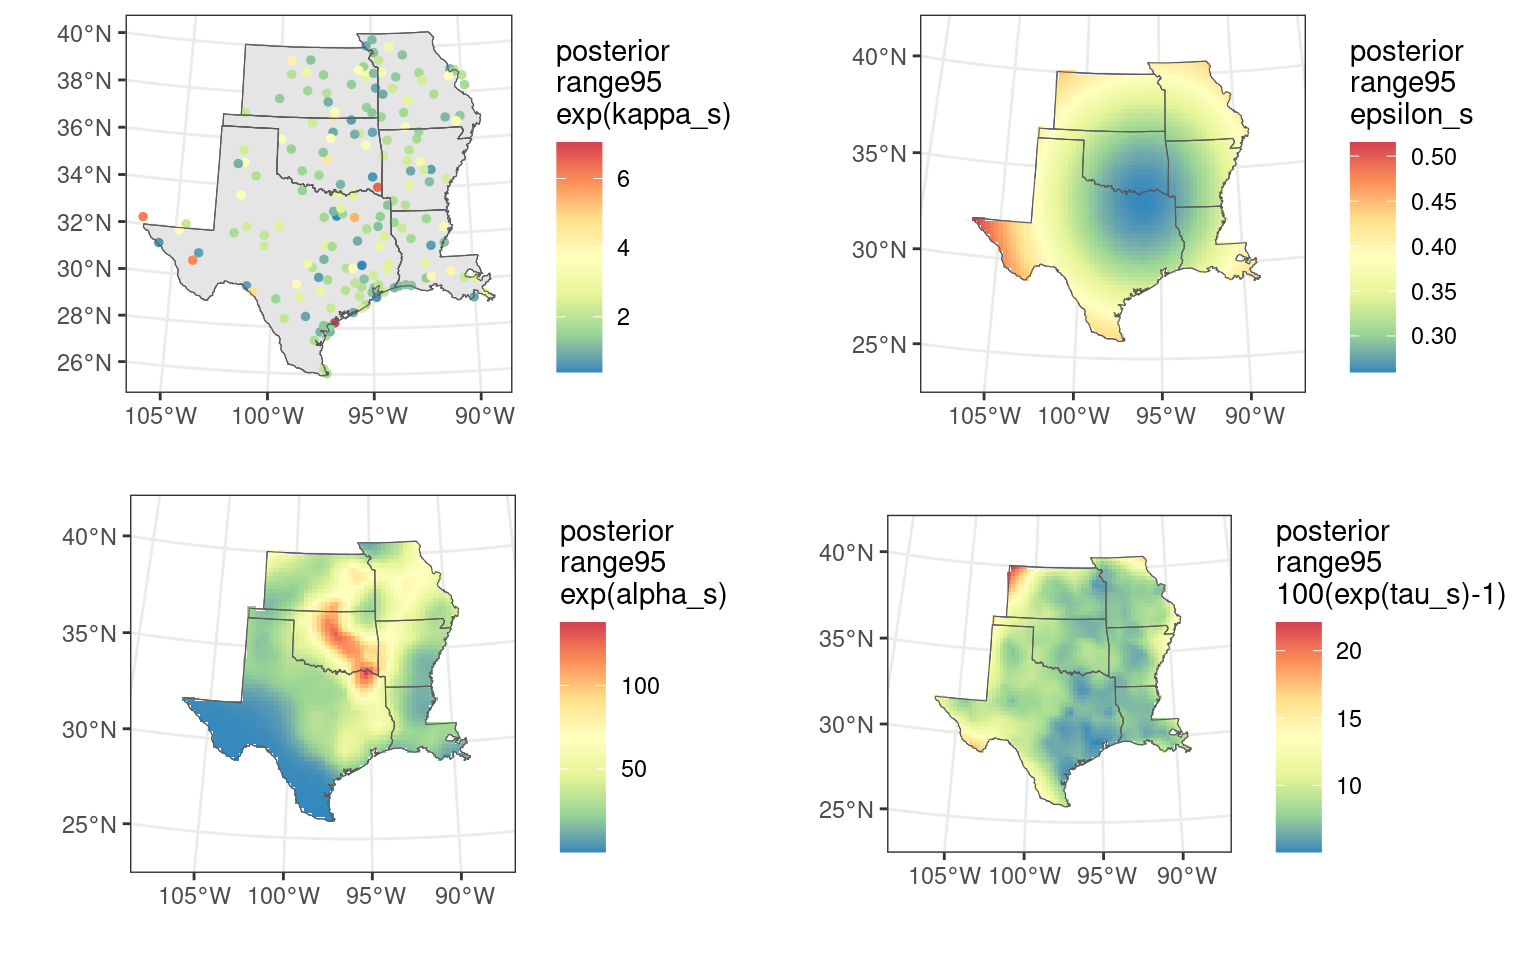 40°N
38°N
36°N
34°N
32°N
30°N
28°N
26°N
105°W 100°W 95°W 90°W
posterior
range95
exp(kappa_s)
6
4
2
40°N
35°N
30°N
25°N
105°W 100°W 95°W 90°W
posterior
range95
epsilon_s
0.50
0.45
0.40
0.35
0.30
40°N
35°N
30°N
25°N
105°W 100°W 95°W 90°W
posterior
range95
exp(alpha_s)
100
50
40°N
35°N
30°N
25°N
105°W 100°W 95°W 90°W
posterior
range95
100(exp(tau_s)-1)
20
15
10